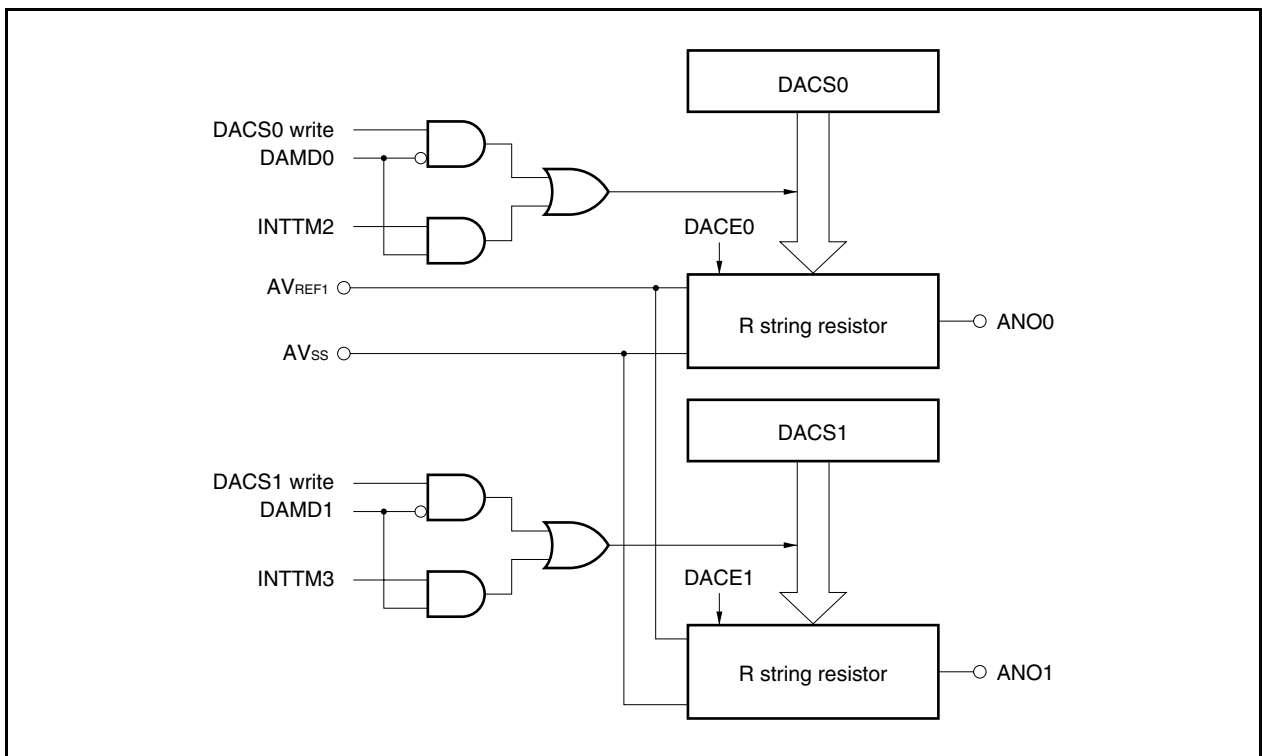 DACS0
DACS0 write
DAMD0
INTTM2
DACE0
AVREF1
R string resistor
ANO0
AVSS
DACS1
DACS1 write
DAMD1
INTTM3
DACE1
R string resistor
ANO1